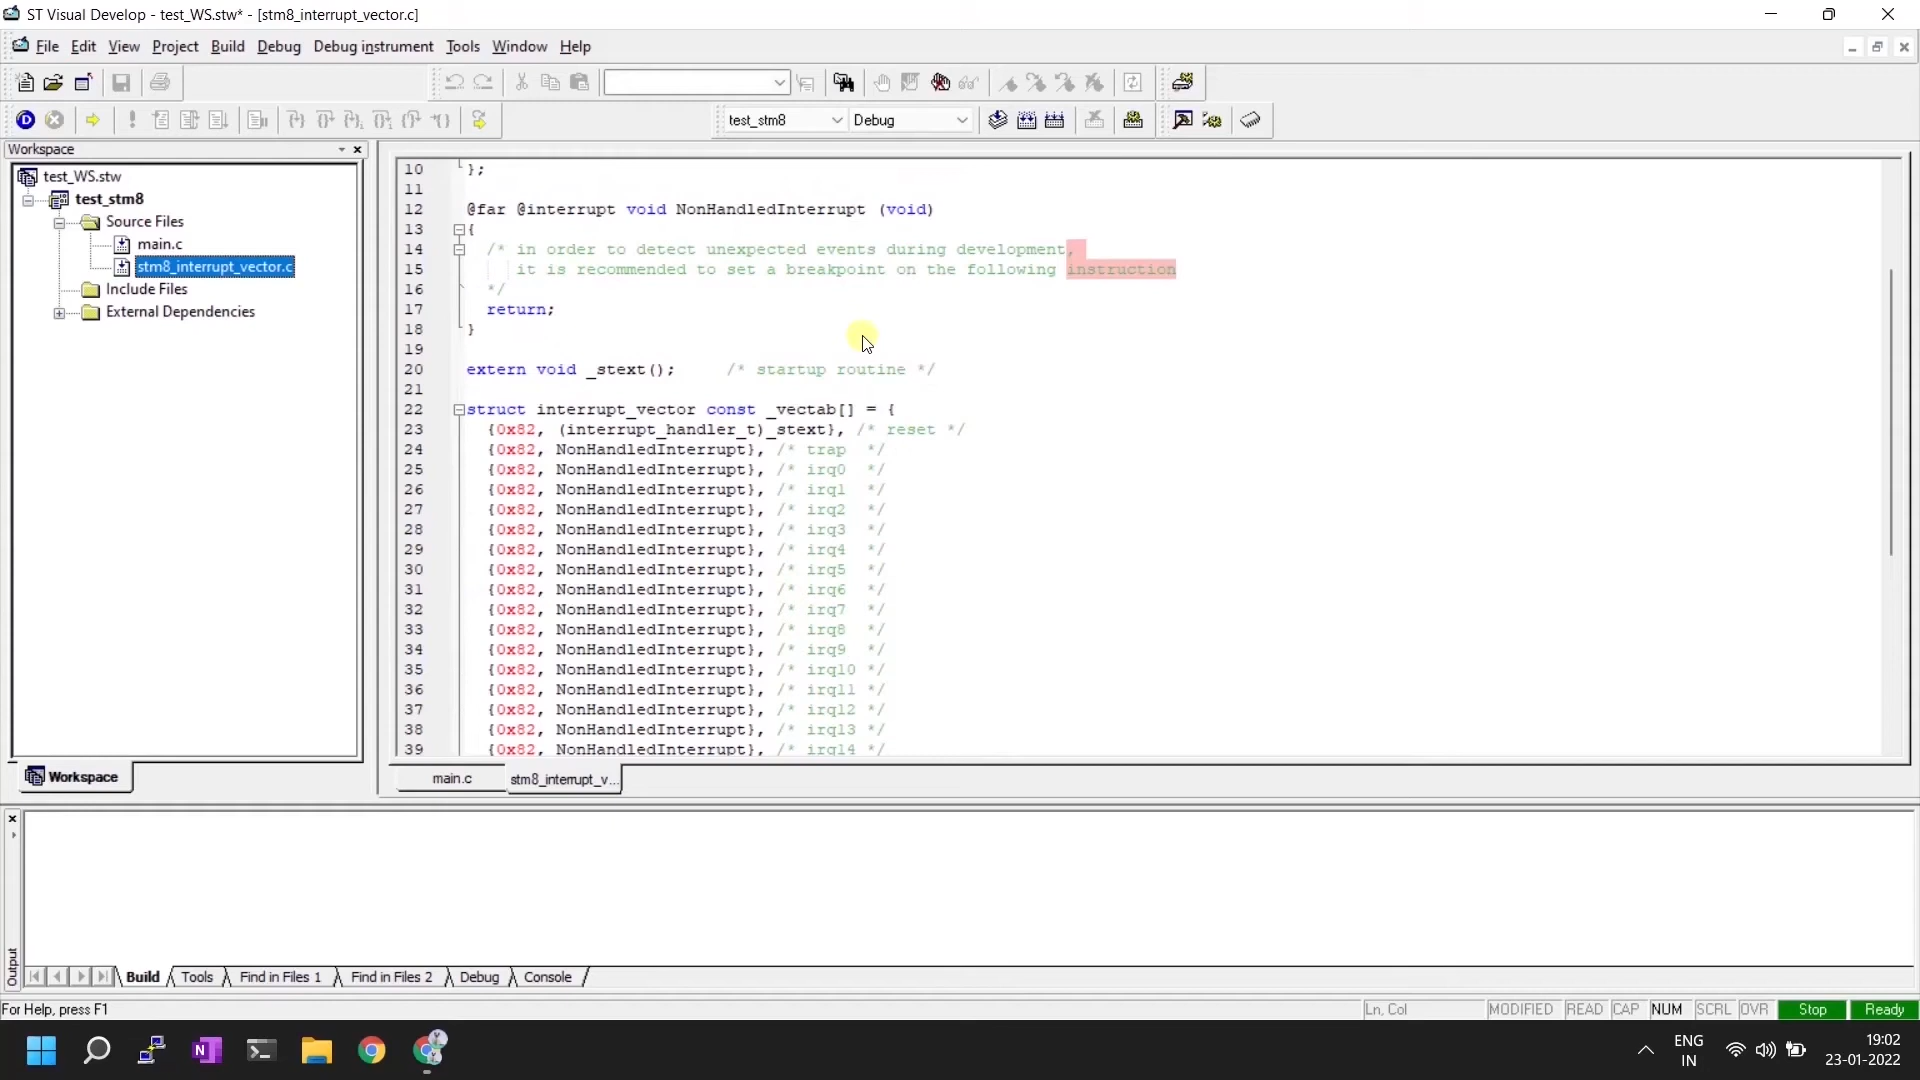 ST Visual Develop - test_WS.stw* - [stm8_interrupt_vector.c]
File Edit View Project Build Debug Debug instrument Tools Window Help
test_stm8 Debug
Workspace
test_WS.stw
test_stm8
Source Files
main.c
stm8_interrupt_vector.c
Include Files
External Dependencies
Workspace
10 };
11
12 @far @interrupt void NonHandledInterrupt (void)
13 {
14 /* in order to detect unexpected events during development,
15 it is recommended to set a breakpoint on the following instruction
16 */
17 return;
18 }
19
20 extern void _stext(); /* startup routine */
21
22 struct interrupt_vector const _vectab[] = {
23 {0x82, (interrupt_handler_t)_stext}, /* reset */
24 {0x82, NonHandledInterrupt}, /* trap */
25 {0x82, NonHandledInterrupt}, /* irq0 */
26 {0x82, NonHandledInterrupt}, /* irq1 */
27 {0x82, NonHandledInterrupt}, /* irq2 */
28 {0x82, NonHandledInterrupt}, /* irq3 */
29 {0x82, NonHandledInterrupt}, /* irq4 */
30 {0x82, NonHandledInterrupt}, /* irq5 */
31 {0x82, NonHandledInterrupt}, /* irq6 */
32 {0x82, NonHandledInterrupt}, /* irq7 */
33 {0x82, NonHandledInterrupt}, /* irq8 */
34 {0x82, NonHandledInterrupt}, /* irq9 */
35 {0x82, NonHandledInterrupt}, /* irq10 */
36 {0x82, NonHandledInterrupt}, /* irq11 */
37 {0x82, NonHandledInterrupt}, /* irq12 */
38 {0x82, NonHandledInterrupt}, /* irq13 */
39 {0x82, NonHandledInterrupt}, /* irq14 */
main.c stm8_interrupt_v...
Output
Build Tools Find in Files 1 Find in Files 2 Debug Console
For Help, press F1 Ln, Col MODIFIED READ CAP NUM SCRL OVR Stop Ready
ENG
IN
19:02
23-01-2022